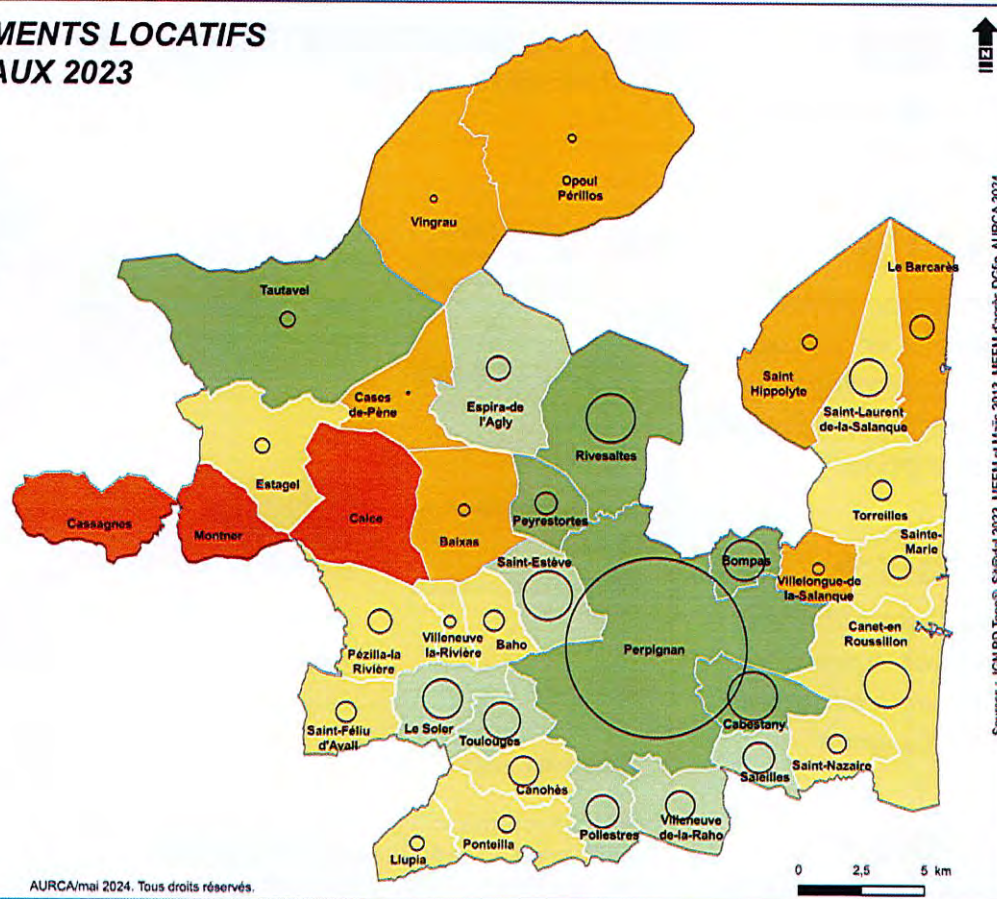 MENTS LOCATIFS
AUX 2023
N
Opoul
Périllos
Vingrau
Le Barcarès
Tautavel
Saint
Hippolyte
Cases
de-Pène
Espira-de
l'Agly
Saint-Laurent
de-la-Salanque
Rivesaltes
Estagel
Torreilles
Cassagnes
Montner
Calce
Baixas
Peyrestortes
Sainte-
Marie
Saint-Estève
Bompas
Villelongue-de
la-Salanque
Canet-en
Roussillon
Pézilla-la
Rivière
Villeneuve
la-Rivière
Baho
Perpignan
Saint-Féliu
d'Avall
Le Soler
Toulouges
Cabestany
Saleilles
Saint-Nazaire
Canohès
Pollestres
Villeneuve
de-la-Raho
Llupia
Ponteilla
0 2,5 5 km
AURCA/mai 2024. Tous droits réservés.